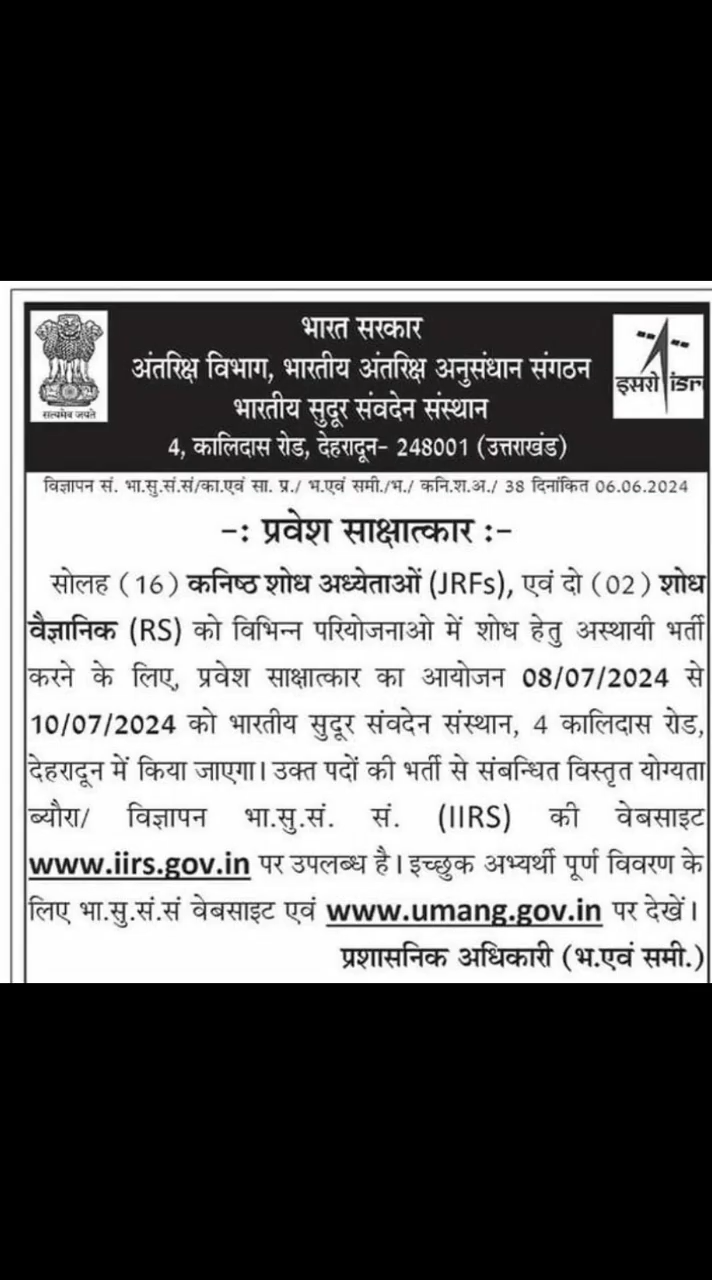 भारत सरकार
अंतरिक्ष विभाग, भारतीय अंतरिक्ष अनुसंधान संगठन
भारतीय सुदूर संवदेन संस्थान
4, कालिदास रोड, देहरादून- 248001 (उत्तराखंड)
सत्यमेव जयते
इसरो isr
विज्ञापन सं. भा.सु.सं.सं/का.एवं सा. प्र./ भ.एवं समी./भ./ कनि.श.अ./ 38 दिनांकित 06.06.2024
-: प्रवेश साक्षात्कार :-
सोलह (16) कनिष्ठ शोध अध्येताओं (JRFs), एवं दो (02) शोध
वैज्ञानिक (RS) को विभिन्न परियोजनाओ में शोध हेतु अस्थायी भर्ती
करने के लिए, प्रवेश साक्षात्कार का आयोजन 08/07/2024 से
10/07/2024 को भारतीय सुदूर संवदेन संस्थान, 4 कालिदास रोड,
देहरादून में किया जाएगा। उक्त पदों की भर्ती से संबन्धित विस्तृत योग्यता
ब्यौरा/ विज्ञापन भा.सु.सं. सं. (IIRS) की वेबसाइट
www.iirs.gov.in पर उपलब्ध है। इच्छुक अभ्यर्थी पूर्ण विवरण के
लिए भा.सु.सं.सं वेबसाइट एवं www.umang.gov.in पर देखें।
प्रशासनिक अधिकारी (भ.एवं समी.)